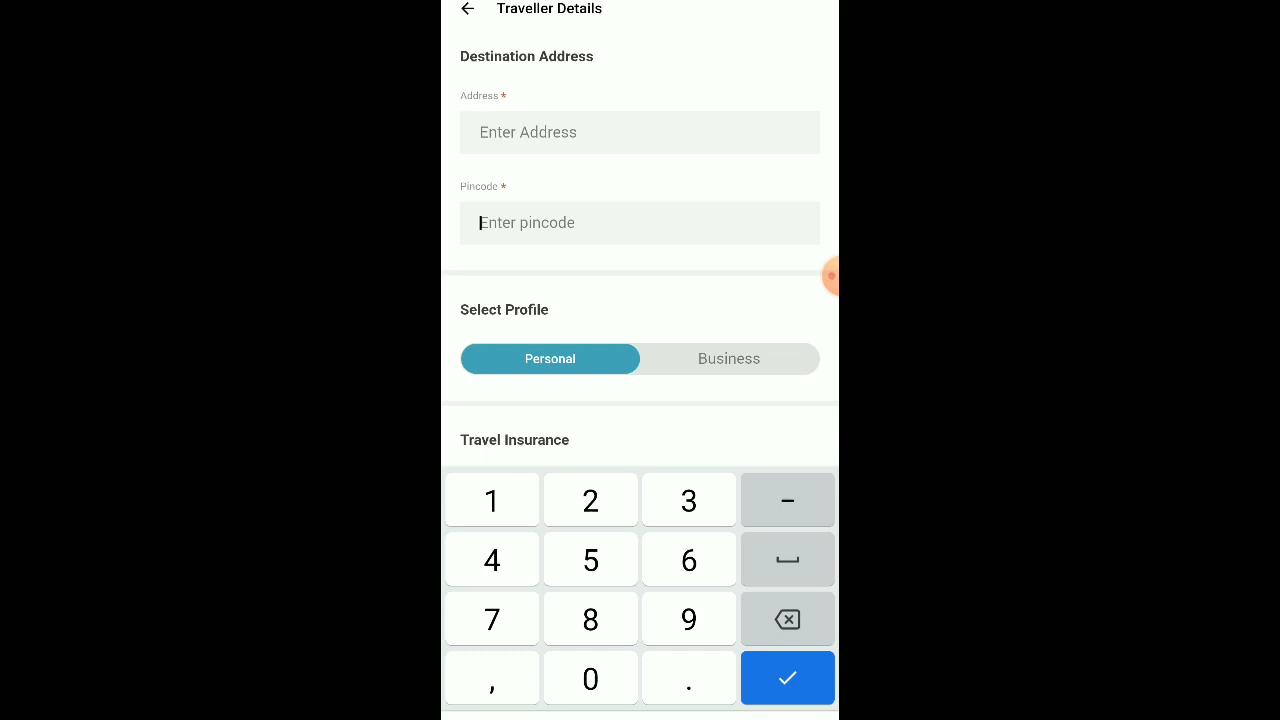 Traveller Details
Destination Address
Address *
Enter Address
Pincode *
Enter pincode
Select Profile
Personal Business
Travel Insurance
1 2 3 -
4 5 6
7 8 9
, 0 .